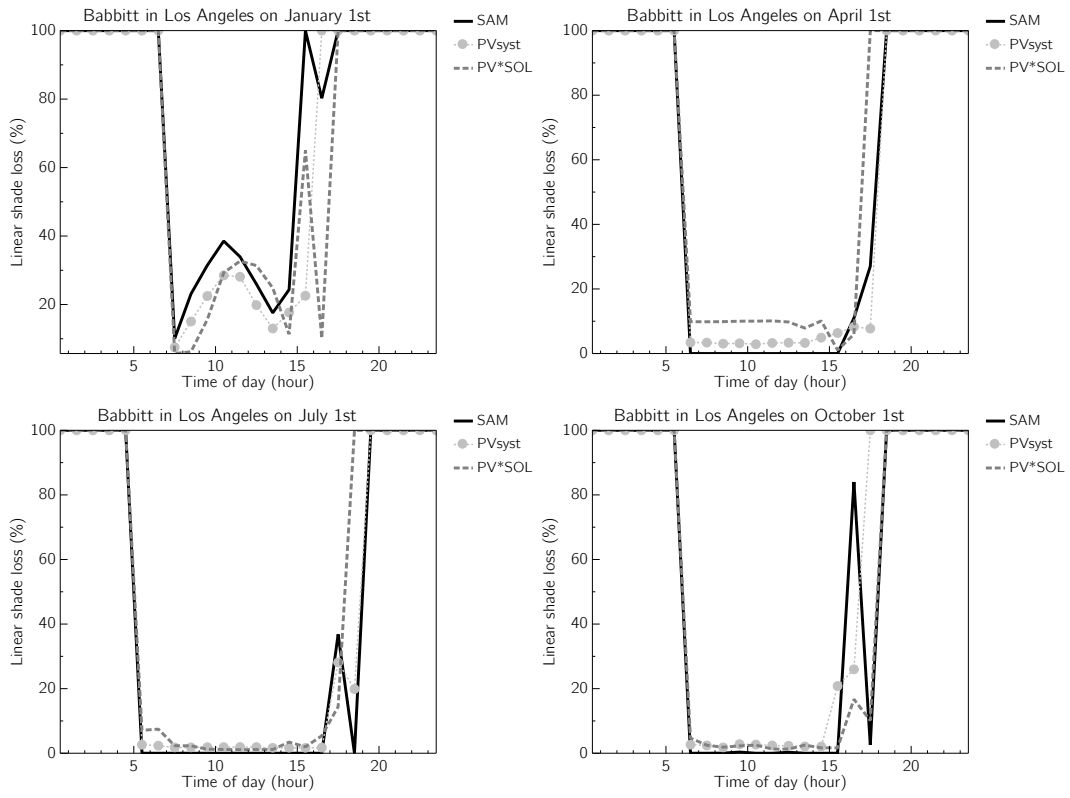 Babbitt in Los Angeles on January 1st
SAM
PVsyst
PV*SOL
Linear shade loss (%)
100
80
60
40
20
5
10
15
20
Time of day (hour)
Babbitt in Los Angeles on April 1st
SAM
PVsyst
PV*SOL
Linear shade loss (%)
100
80
60
40
20
0
5
10
15
20
Time of day (hour)
Babbitt in Los Angeles on July 1st
SAM
PVsyst
PV*SOL
Linear shade loss (%)
100
80
60
40
20
0
5
10
15
20
Time of day (hour)
Babbitt in Los Angeles on October 1st
SAM
PVsyst
PV*SOL
Linear shade loss (%)
100
80
60
40
20
0
5
10
15
20
Time of day (hour)